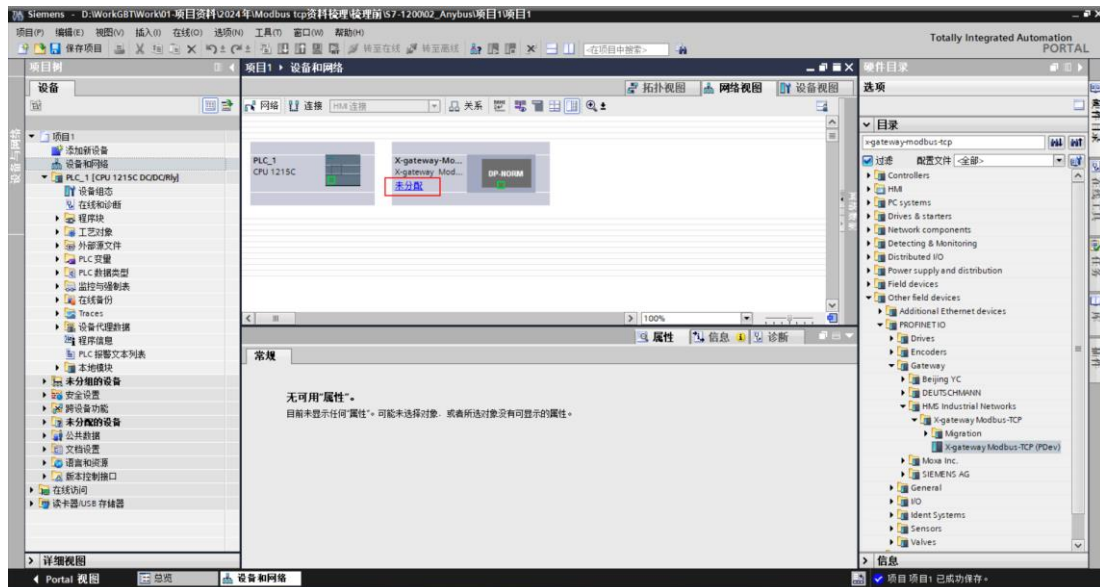 Siemens - D:\WorkGBT\Work\01-项目资料\2024年\Modbus tcp资料梳理\梳理前\S7-1200\02_Anybus\项目1\项目1
项目(P) 编辑(E) 视图(V) 插入(I) 在线(O) 选项(N) 工具(T) 窗口(W) 帮助(H)
Totally Integrated Automation
PORTAL
保存项目 转至在线 转至离线 <在项目中搜索>
项目树
项目1 ▸ 设备和网络
硬件目录
设备
拓扑视图 网络视图 设备视图
选项
网络 连接 HMI 连接 关系
目录
x-gateway-modbus-tcp
过滤 配置文件 <全部>
项目1
添加新设备
设备和网络
PLC_1 [CPU 1215C DC/DC/Rly]
设备组态
在线和诊断
程序块
工艺对象
外部源文件
PLC 变量
PLC 数据类型
监控与强制表
在线备份
Traces
设备代理数据
程序信息
PLC 报警文本列表
本地模块
未分组的设备
安全设置
跨设备功能
未分配的设备
公共数据
文档设置
语言和资源
版本控制接口
在线访问
读卡器/USB 存储器
详细视图
PLC_1
CPU 1215C
X-gateway-Mo...
X-gateway Mod...
未分配
DP-NORM
100%
属性 信息 诊断
常规
无可用"属性"。
目前未显示任何"属性"。可能未选择对象，或者所选对象没有可显示的属性。
Controllers
HMI
PC systems
Drives & starters
Network components
Detecting & Monitoring
Distributed I/O
Power supply and distribution
Field devices
Other field devices
Additional Ethernet devices
PROFINET IO
Drives
Encoders
Gateway
Beijing YC
DEUTSCHMANN
HMS Industrial Networks
X-gateway Modbus-TCP
Migration
X-gateway Modbus-TCP (PDev)
Moxa Inc.
SIEMENS AG
General
I/O
Ident Systems
Sensors
Valves
信息
设备与网络
Portal 视图 总览 设备和网络
项目 项目1 已成功保存。